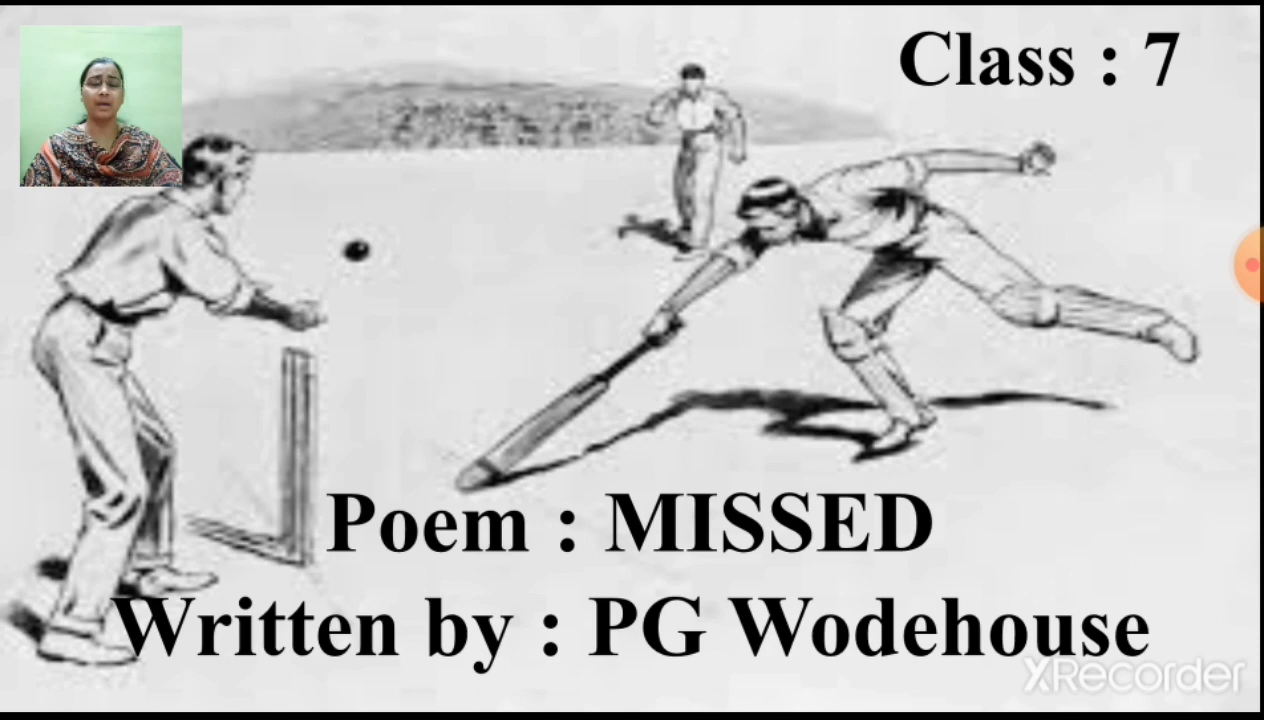 Class : 7
Poem : MISSED
Written by : PG Wodehouse
XRecorder